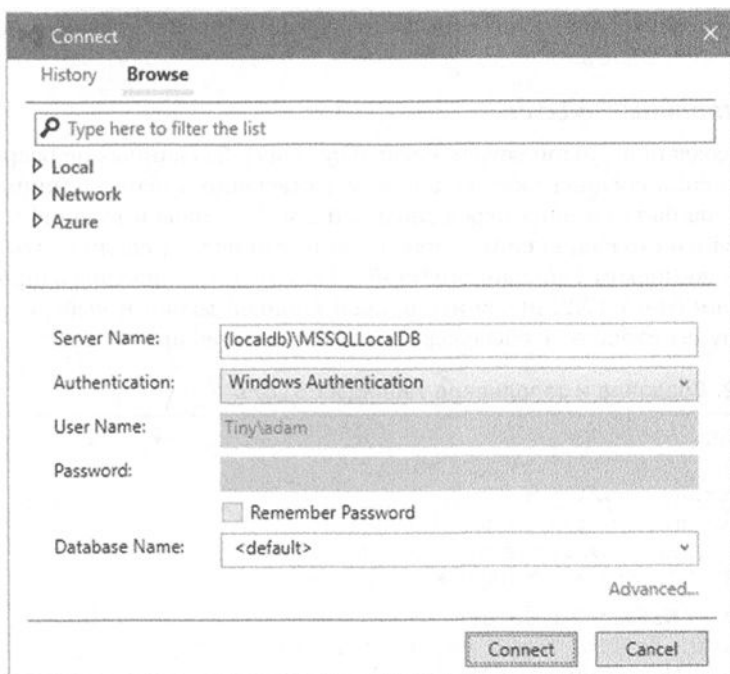 Connect
History Browse
Type here to filter the list
Local
Network
Azure
Server Name: (localdb)\MSSQLLocalDB
Authentication: Windows Authentication
User Name: Tiny\adam
Password:
Remember Password
Database Name: <default>
Advanced...
Connect Cancel